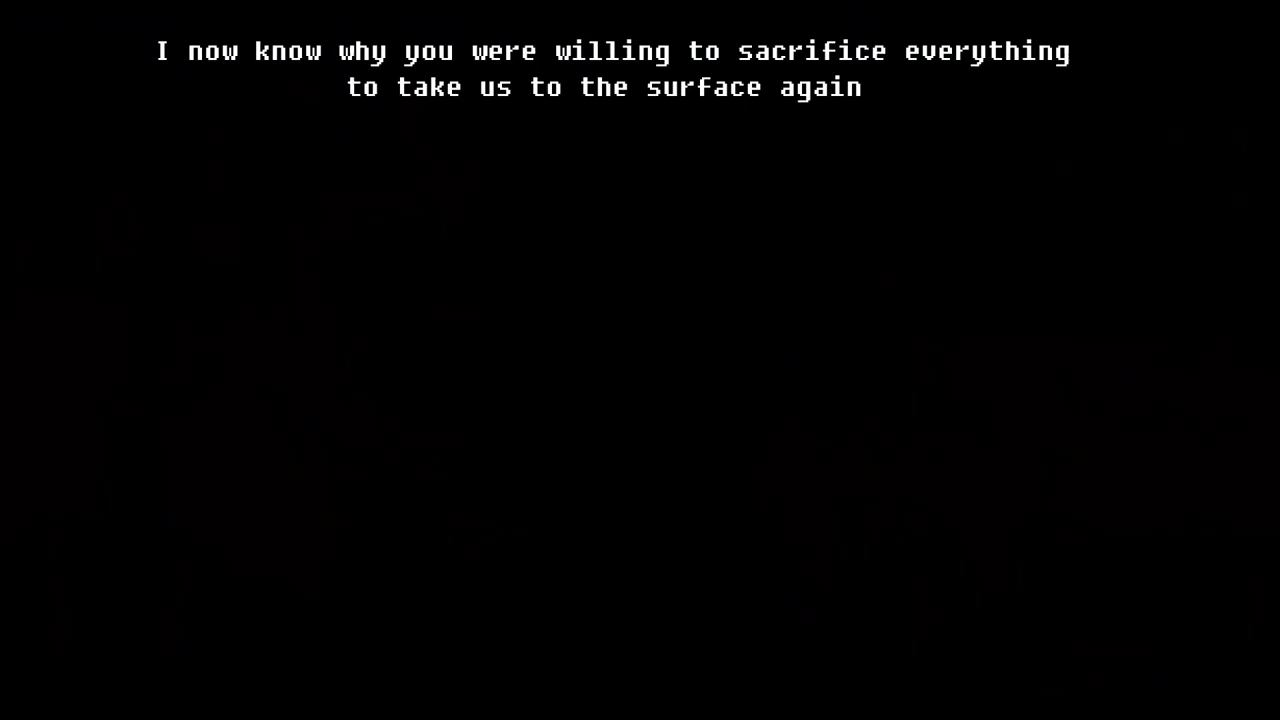 I now know why you were willing to sacrifice everything
to take us to the surface again